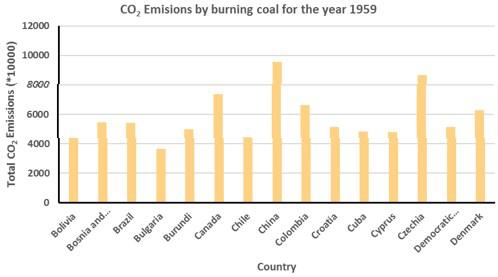 CO₂ Emisions by burning coal for the year 1959
Total CO₂ Emissions (*10000)
12000
10000
8000
6000
4000
2000
0
Bolivia
Bosnia and...
Brazil
Bulgaria
Burundi
Canada
Chile
China
Colombia
Croatia
Cuba
Cyprus
Czechia
Democratic...
Denmark
Country